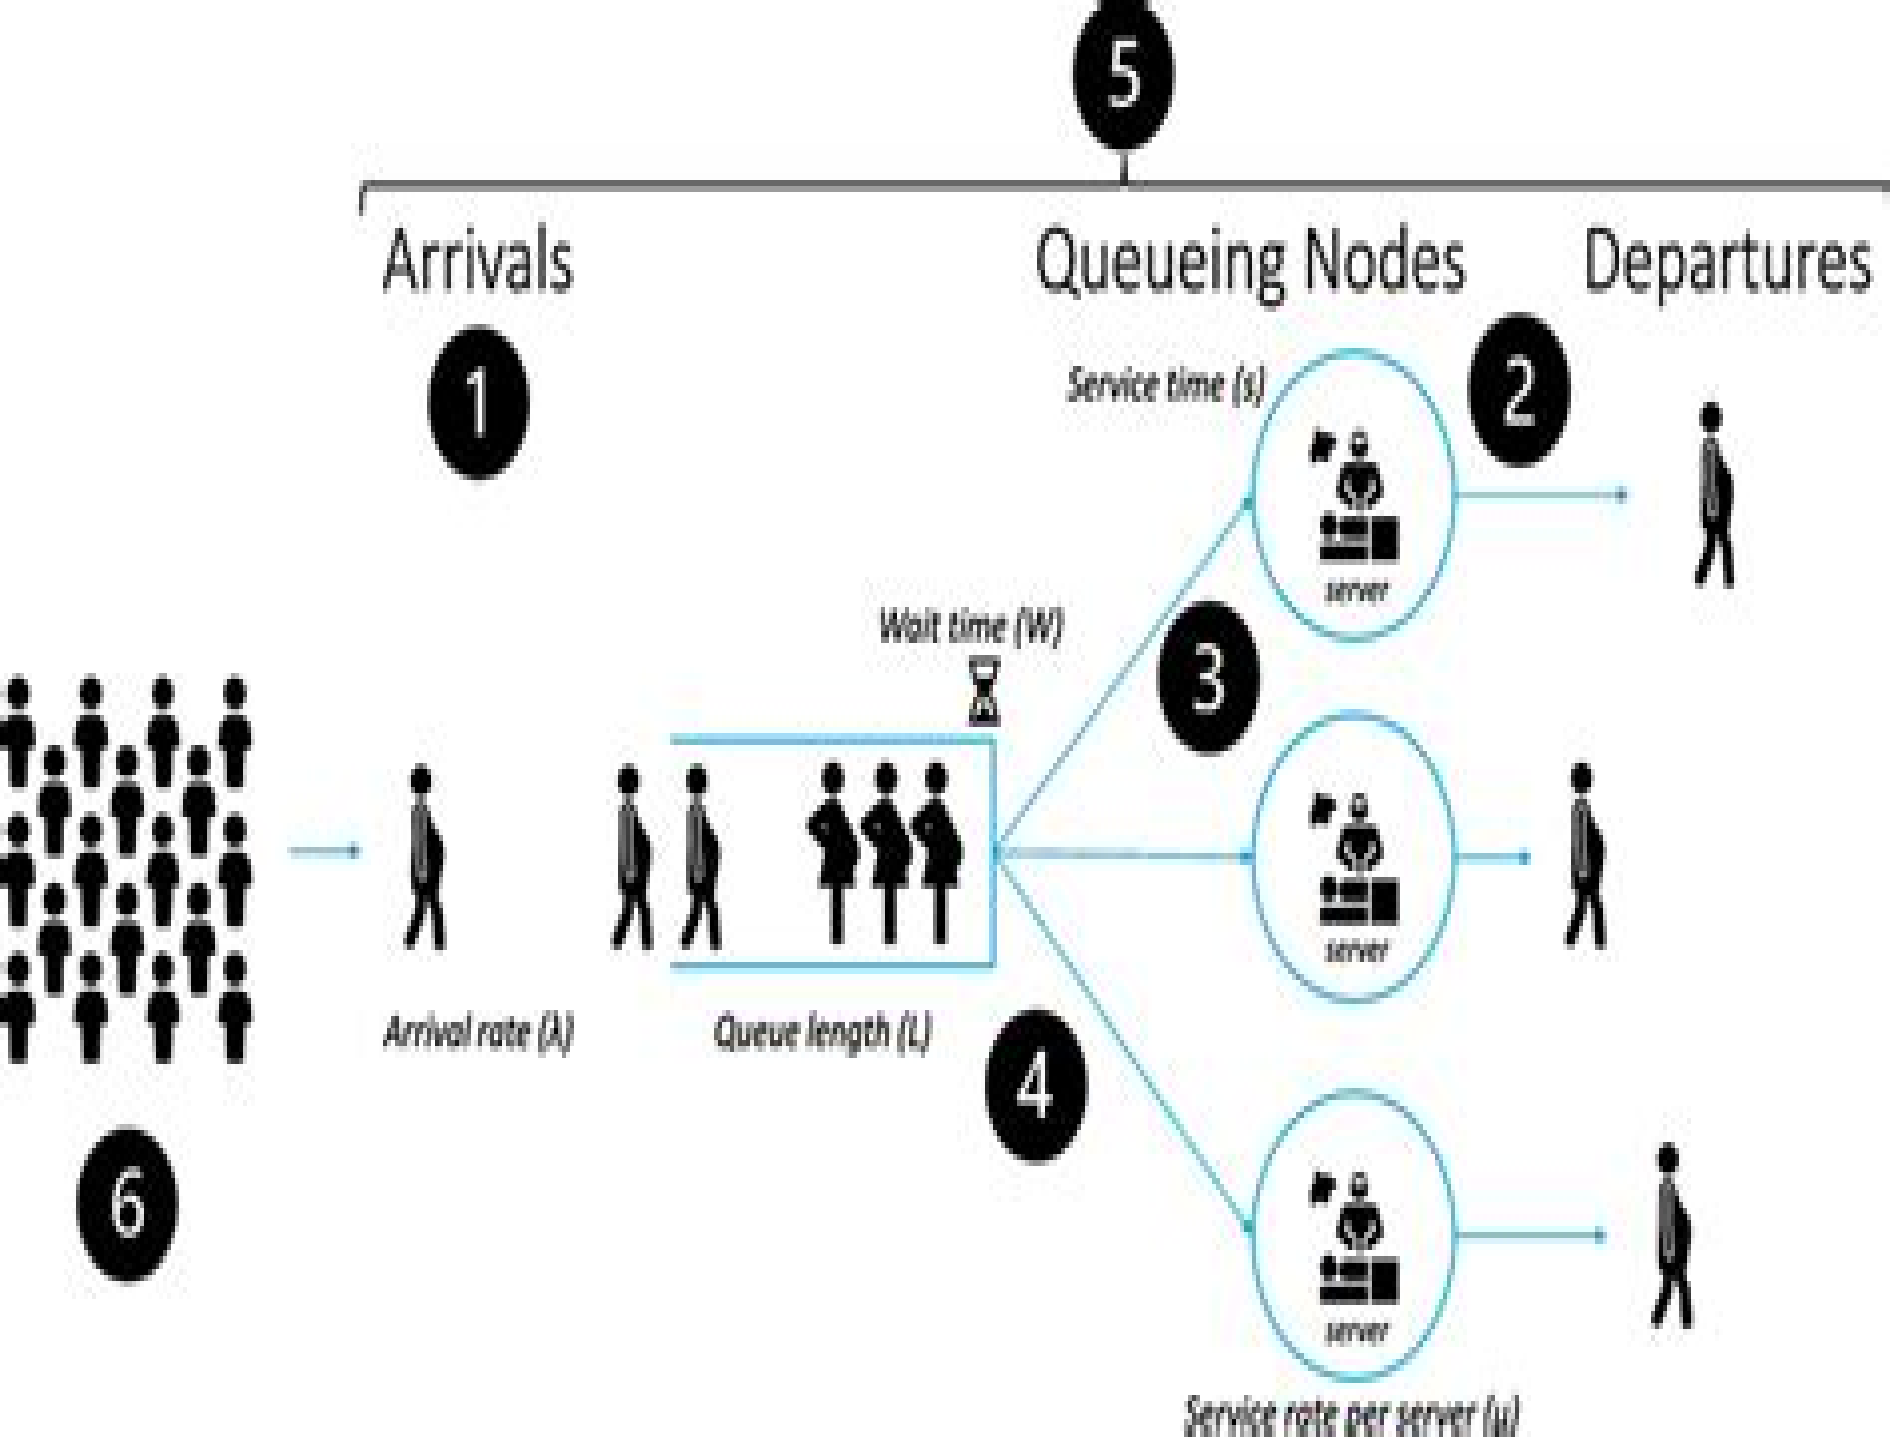 5
Arrivals Queueing Nodes Departures
1
Service time (s)
2
server
Wait time (W)
3
server
Arrival rate (λ)
Queue length (L)
4
6
server
Service rate per server (μ)